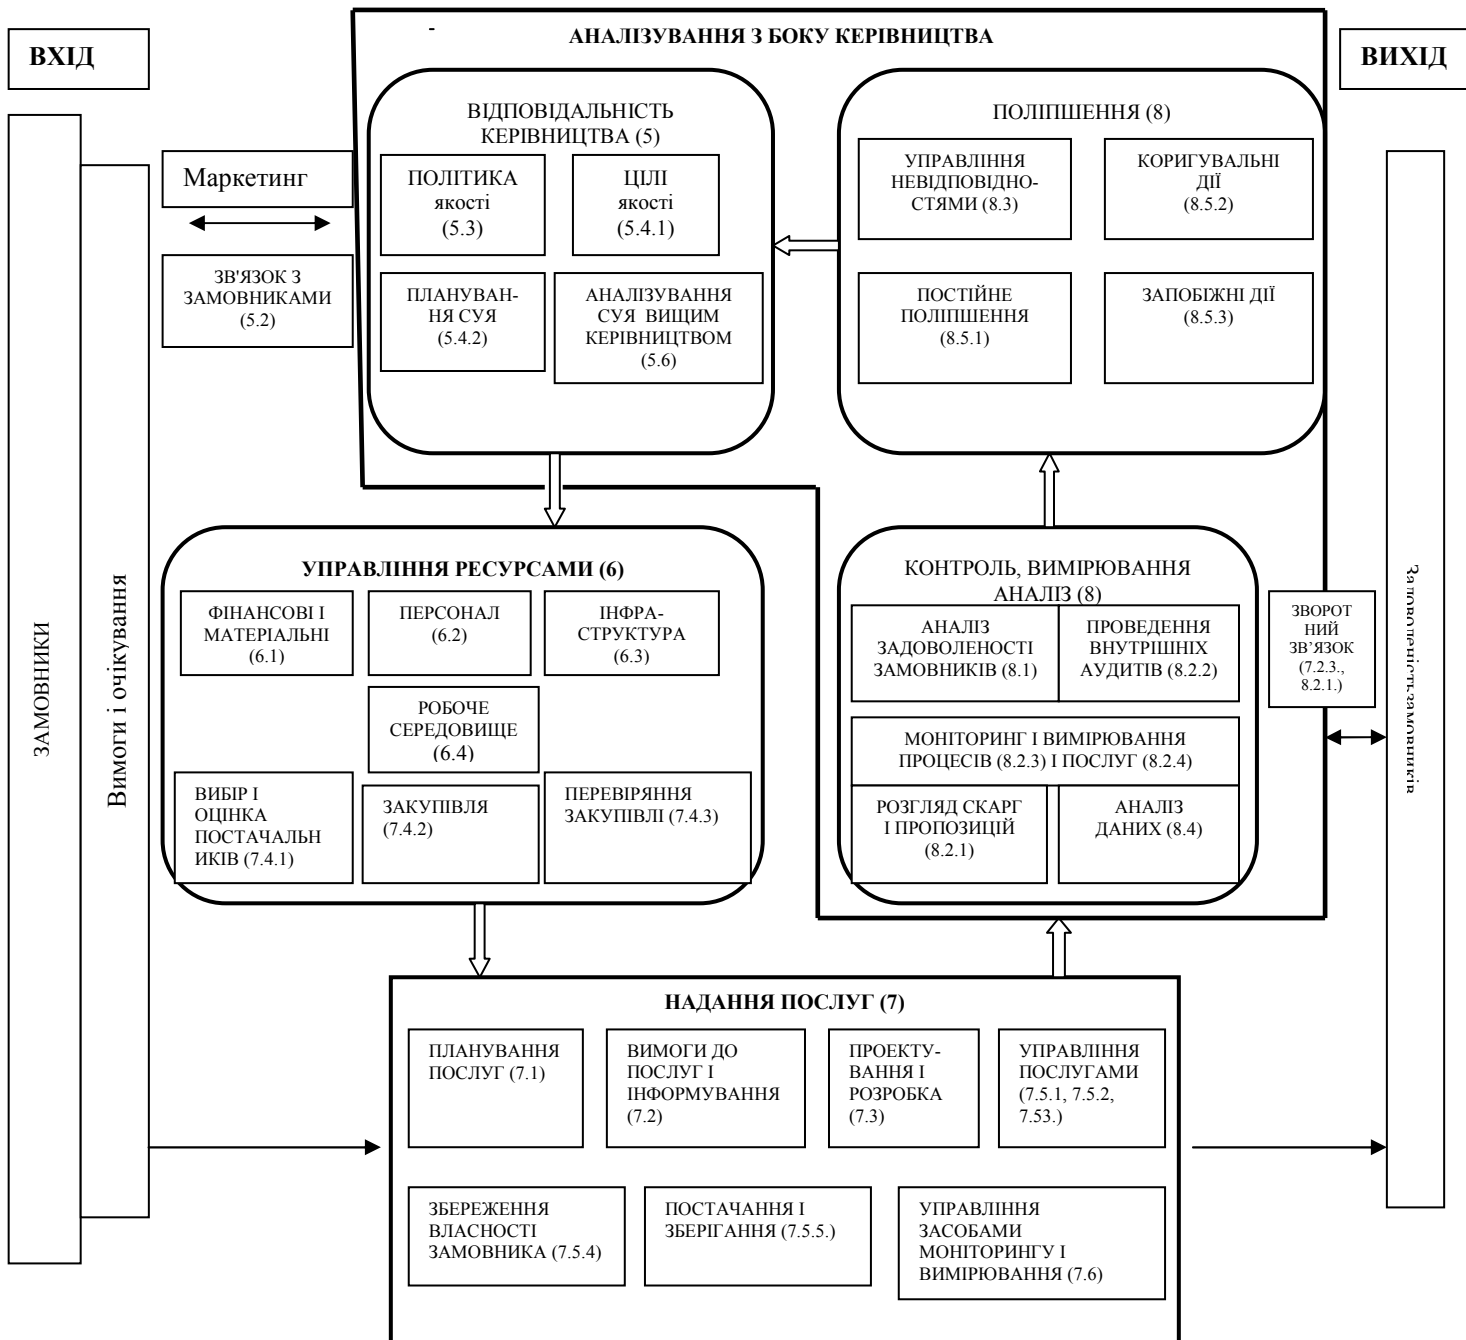 -
АНАЛІЗУВАННЯ З БОКУ КЕРІВНИЦТВА
ВХІД
ВИХІД
ЗАМОВНИКИ
Вимоги і очікування
Маркетинг
ЗВ'ЯЗОК З
ЗАМОВНИКАМИ
(5.2)
ВІДПОВІДАЛЬНІСТЬ
КЕРІВНИЦТВА (5)
ПОЛІТИКА
якості
(5.3)
ЦІЛІ
якості
(5.4.1)
ПЛАНУВАН-
НЯ СУЯ
(5.4.2)
АНАЛІЗУВАННЯ
СУЯ ВИЩИМ
КЕРІВНИЦТВОМ
(5.6)
ПОЛІПШЕННЯ (8)
УПРАВЛІННЯ
НЕВІДПОВІДНО-
СТЯМИ (8.3)
КОРИГУВАЛЬНІ
ДІЇ
(8.5.2)
ПОСТІЙНЕ
ПОЛІПШЕННЯ
(8.5.1)
ЗАПОБІЖНІ ДІЇ
(8.5.3)
УПРАВЛІННЯ РЕСУРСАМИ (6)
ФІНАНСОВІ І
МАТЕРІАЛЬНІ
(6.1)
ПЕРСОНАЛ
(6.2)
ІНФРА-
СТРУКТУРА
(6.3)
РОБОЧЕ
СЕРЕДОВИЩЕ
(6.4)
ВИБІР І
ОЦІНКА
ПОСТАЧАЛЬН
ИКІВ (7.4.1)
ЗАКУПІВЛЯ
(7.4.2)
ПЕРЕВІРЯННЯ
ЗАКУПІВЛІ (7.4.3)
КОНТРОЛЬ, ВИМІРЮВАННЯ
АНАЛІЗ (8)
АНАЛІЗ
ЗАДОВОЛЕНОСТІ
ЗАМОВНИКІВ (8.1)
ПРОВЕДЕННЯ
ВНУТРІШНІХ
АУДИТІВ (8.2.2)
МОНІТОРИНГ І ВИМІРЮВАННЯ
ПРОЦЕСІВ (8.2.3) І ПОСЛУГ (8.2.4)
РОЗГЛЯД СКАРГ
І ПРОПОЗИЦІЙ
(8.2.1)
АНАЛІЗ
ДАНИХ (8.4)
ЗВОРОТ
НИЙ
ЗВ’ЯЗОК
(7.2.3.,
8.2.1.)
Задоволеність замовників
НАДАННЯ ПОСЛУГ (7)
ПЛАНУВАННЯ
ПОСЛУГ (7.1)
ВИМОГИ ДО
ПОСЛУГ І
ІНФОРМУВАННЯ
(7.2)
ПРОЕКТУ-
ВАННЯ І
РОЗРОБКА
(7.3)
УПРАВЛІННЯ
ПОСЛУГАМИ
(7.5.1, 7.5.2,
7.53.)
ЗБЕРЕЖЕННЯ
ВЛАСНОСТІ
ЗАМОВНИКА (7.5.4)
ПОСТАЧАННЯ І
ЗБЕРІГАННЯ (7.5.5.)
УПРАВЛІННЯ
ЗАСОБАМИ
МОНІТОРИНГУ І
ВИМІРЮВАННЯ (7.6)